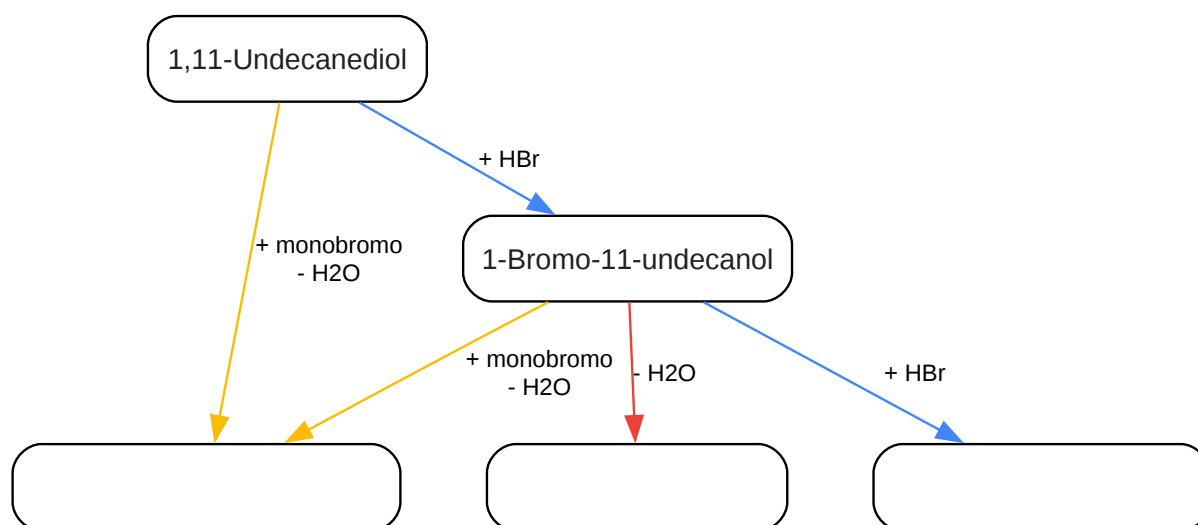 1,11-Undecanediol
+ HBr
+ monobromo
- H2O
1-Bromo-11-undecanol
+ monobromo
- H2O
- H2O
+ HBr